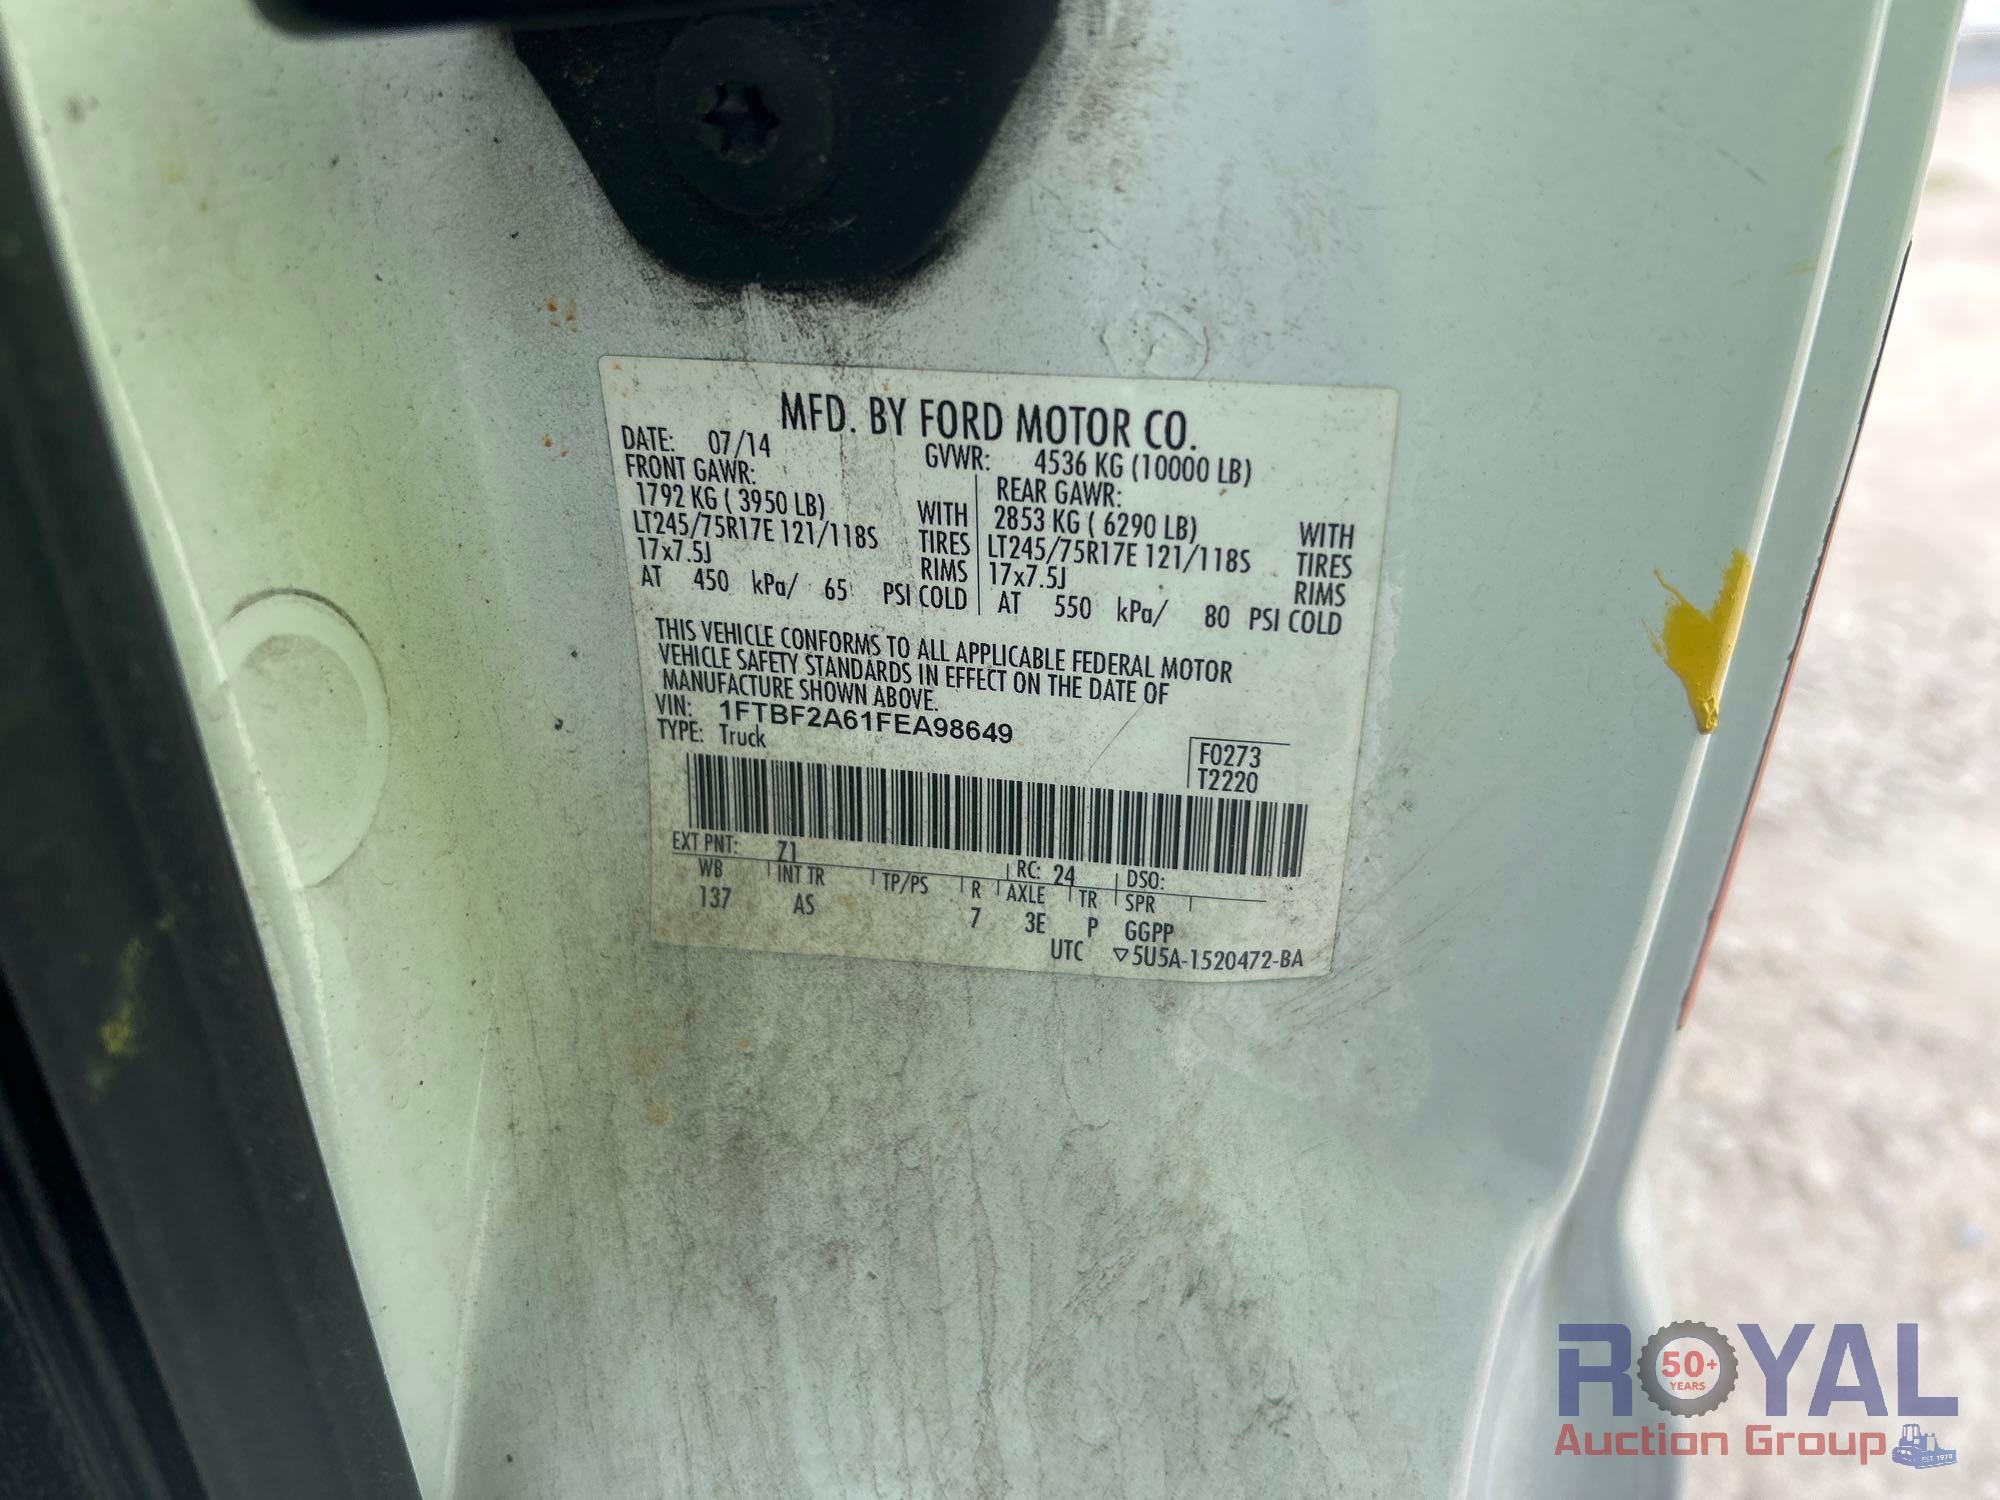 MFD. BY FORD MOTOR CO.
DATE: 07/14 GVWR: 4536 KG (10000 LB)
FRONT GAWR: REAR GAWR:
1792 KG ( 3950 LB) WITH 2853 KG ( 6290 LB) WITH
LT245/75R17E 121/118S TIRES LT245/75R17E 121/118S TIRES
17x7.5J RIMS 17x7.5J RIMS
AT 450 kPa/ 65 PSI COLD AT 550 kPa/ 80 PSI COLD
THIS VEHICLE CONFORMS TO ALL APPLICABLE FEDERAL MOTOR
VEHICLE SAFETY STANDARDS IN EFFECT ON THE DATE OF
MANUFACTURE SHOWN ABOVE.
VIN: 1FTBF2A61FEA98649
TYPE: Truck
F0273
T2220
EXT PNT: Z1 RC: 24 DSO:
WB INT TR TP/PS R AXLE TR SPR
137 AS 7 3E P GGPP
UTC ▽5U5A-1520472-BA
ROYAL
50+
YEARS
Auction Group
EST. 1970